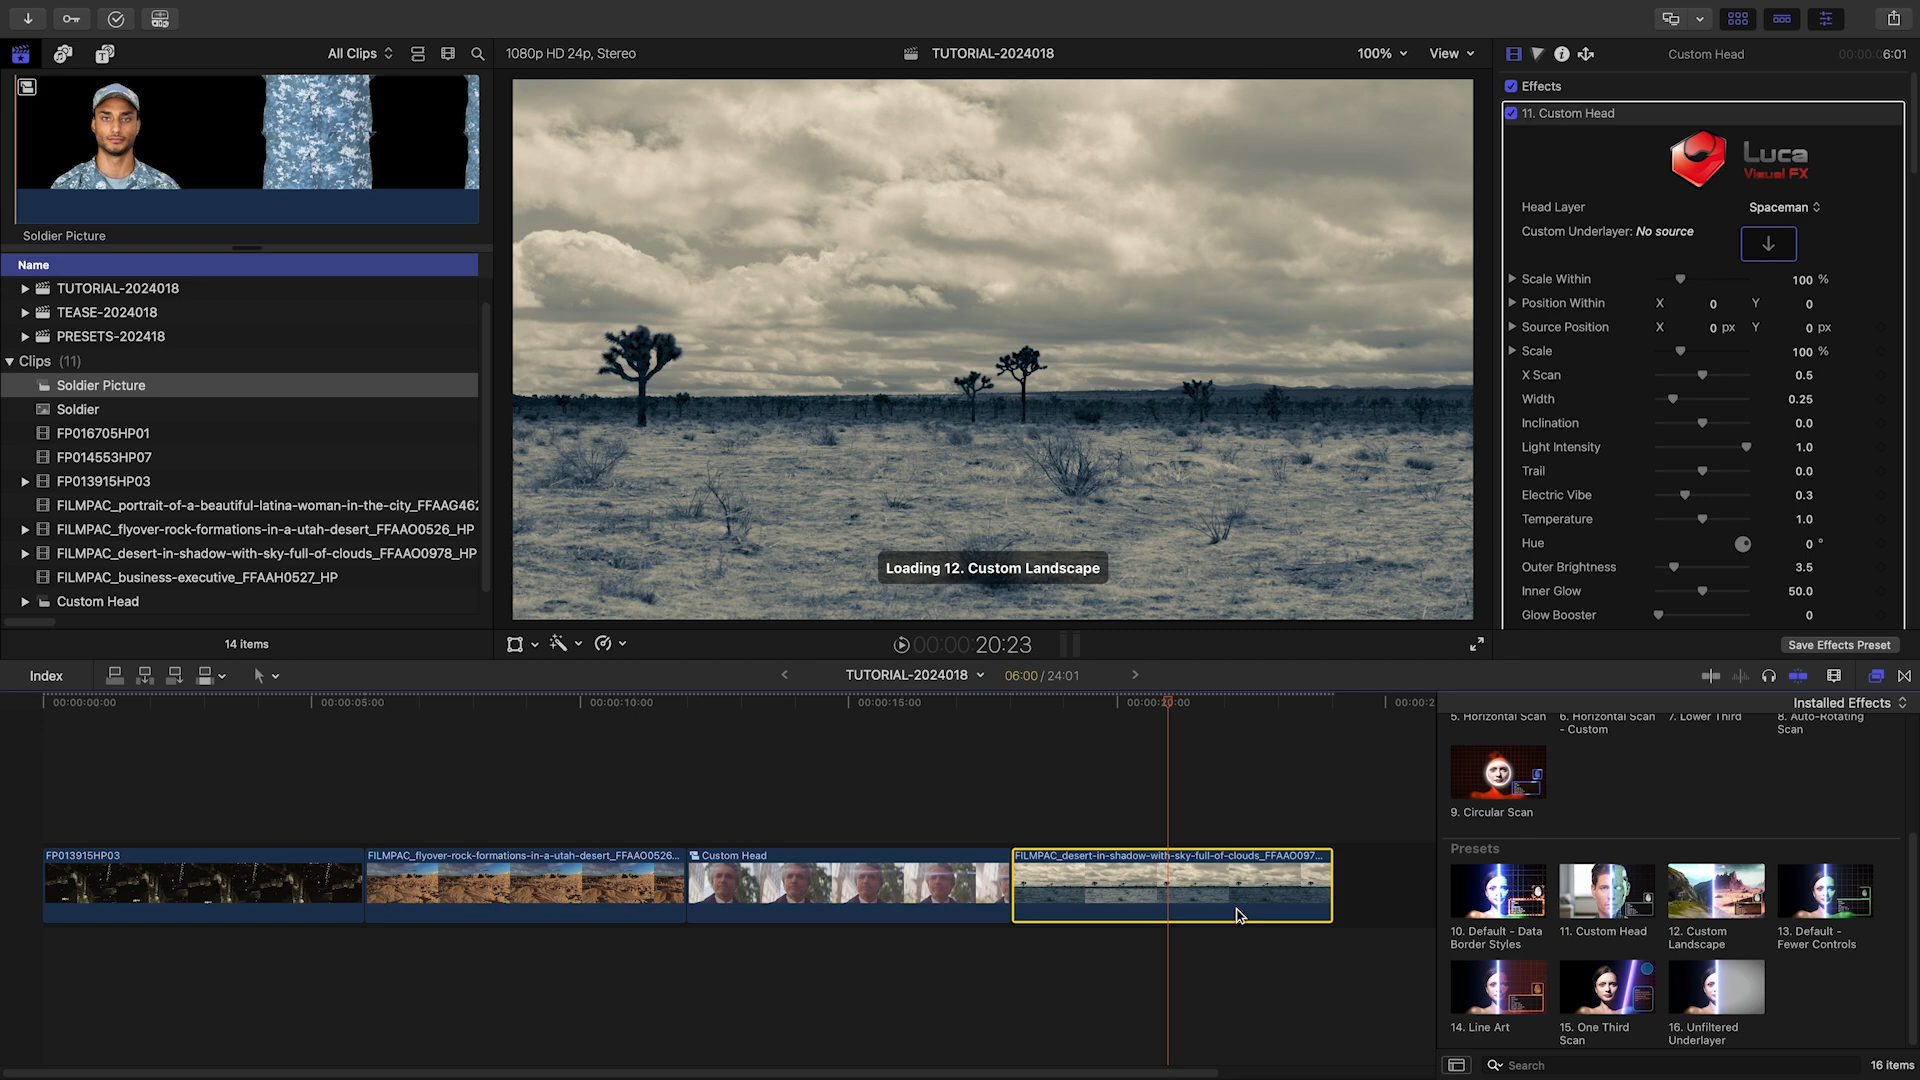 All Clips
1080p HD 24p, Stereo
TUTORIAL-2024018
100%
View
Custom Head
00:00:06:01
Soldier Picture
Name
TUTORIAL-2024018
TEASE-2024018
PRESETS-202418
Clips (11)
Soldier Picture
Soldier
FP016705HP01
FP014553HP07
FP013915HP03
FILMPAC_portrait-of-a-beautiful-latina-woman-in-the-city_FFAAG462
FILMPAC_flyover-rock-formations-in-a-utah-desert_FFAAO0526_HP
FILMPAC_desert-in-shadow-with-sky-full-of-clouds_FFAAO0978_HP
FILMPAC_business-executive_FFAAH0527_HP
Custom Head
14 items
Loading 12. Custom Landscape
00:00:20:23
Effects
11. Custom Head
Luca
Visual FX
Head Layer Spaceman
Custom Underlayer: No source
Scale Within 100 %
Position Within X 0 Y 0
Source Position X 0 px Y 0 px
Scale 100 %
X Scan 0.5
Width 0.25
Inclination 0.0
Light Intensity 1.0
Trail 0.0
Electric Vibe 0.3
Temperature 1.0
Hue 0 °
Outer Brightness 3.5
Inner Glow 50.0
Glow Booster 0
Save Effects Preset
Index
TUTORIAL-2024018
06:00 / 24:01
00:00:00:00
00:00:05:00
00:00:10:00
00:00:15:00
00:00:20:00
00:00:2
FP013915HP03
FILMPAC_flyover-rock-formations-in-a-utah-desert_FFAAO0526...
Custom Head
FILMPAC_desert-in-shadow-with-sky-full-of-clouds_FFAAO097...
Installed Effects
5. Horizontal Scan
6. Horizontal Scan
- Custom
7. Lower Third
8. Auto-Rotating
Scan
9. Circular Scan
Presets
10. Default - Data
Border Styles
11. Custom Head
12. Custom
Landscape
13. Default -
Fewer Controls
14. Line Art
15. One Third
Scan
16. Unfiltered
Underlayer
Search
16 items